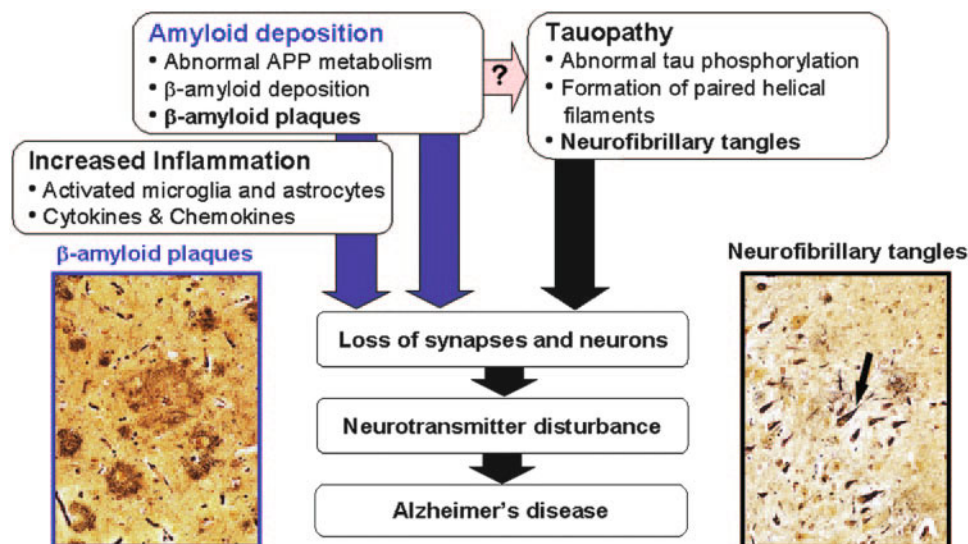 Amyloid deposition
• Abnormal APP metabolism
• β-amyloid deposition
• β-amyloid plaques
?
Tauopathy
• Abnormal tau phosphorylation
• Formation of paired helical
filaments
• Neurofibrillary tangles
Increased Inflammation
• Activated microglia and astrocytes
• Cytokines & Chemokines
β-amyloid plaques
Neurofibrillary tangles
Loss of synapses and neurons
Neurotransmitter disturbance
Alzheimer's disease